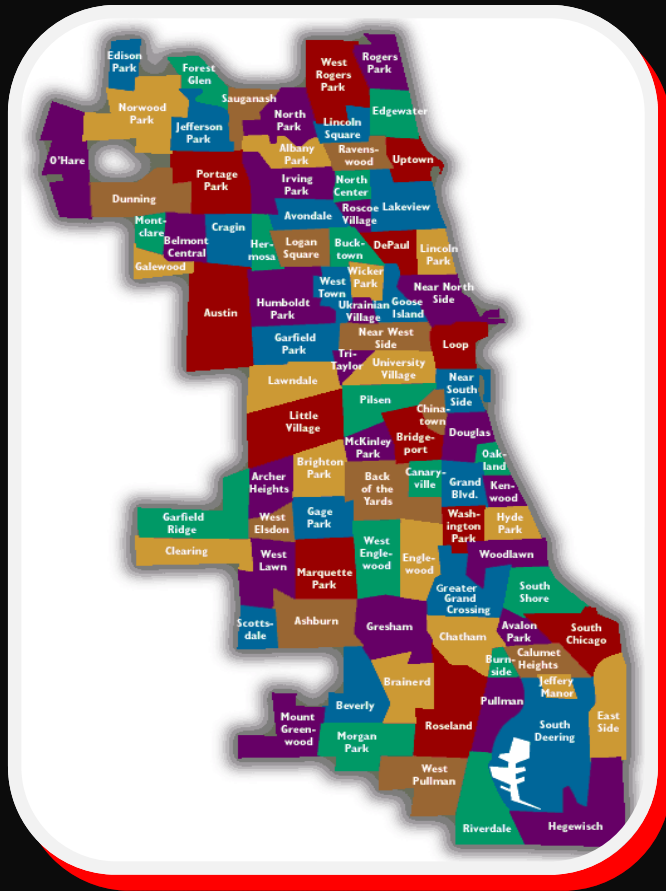 Edison
Park
Rogers
Park
West
Rogers
Park
Forest
Glen
Sauganash
Norwood
Park
Jefferson
Park
North
Park
Lincoln
Square
Edgewater
O'Hare
Portage
Park
Albany
Park
Ravens-
wood
Uptown
Dunning
Irving
Park
North
Center
Mont-
clare
Belmont
Central
Cragin
Her-
mosa
Avondale
Roscoe
Village
Lakeview
Galewood
Logan
Square
Buck-
town
DePaul
Lincoln
Park
Austin
Humboldt
Park
West
Town
Wicker
Park
Ukrainian
Village
Goose
Island
Near North
Side
Garfield
Park
Near West
Side
Loop
Tri-
Taylor
University
Village
Lawndale
Near
South
Side
Pilsen
China-
town
Little
Village
McKinley
Park
Bridge-
port
Douglas
Oak-
land
Archer
Heights
Brighton
Park
Back
of the
Yards
Canary-
ville
Grand
Blvd.
Ken-
wood
Garfield
Ridge
West
Elsdon
Gage
Park
Wash-
ington
Park
Hyde
Park
Clearing
West
Lawn
Marquette
Park
West
Engle-
wood
Engle-
wood
Woodlawn
Greater
Grand
Crossing
South
Shore
Scotts-
dale
Ashburn
Gresham
Chatham
Avalon
Park
South
Chicago
Burn-
side
Calumet
Heights
Brainerd
Jeffery
Manor
Beverly
Pullman
Mount
Green-
wood
Morgan
Park
Roseland
South
Deering
East
Side
West
Pullman
Riverdale
Hegewisch